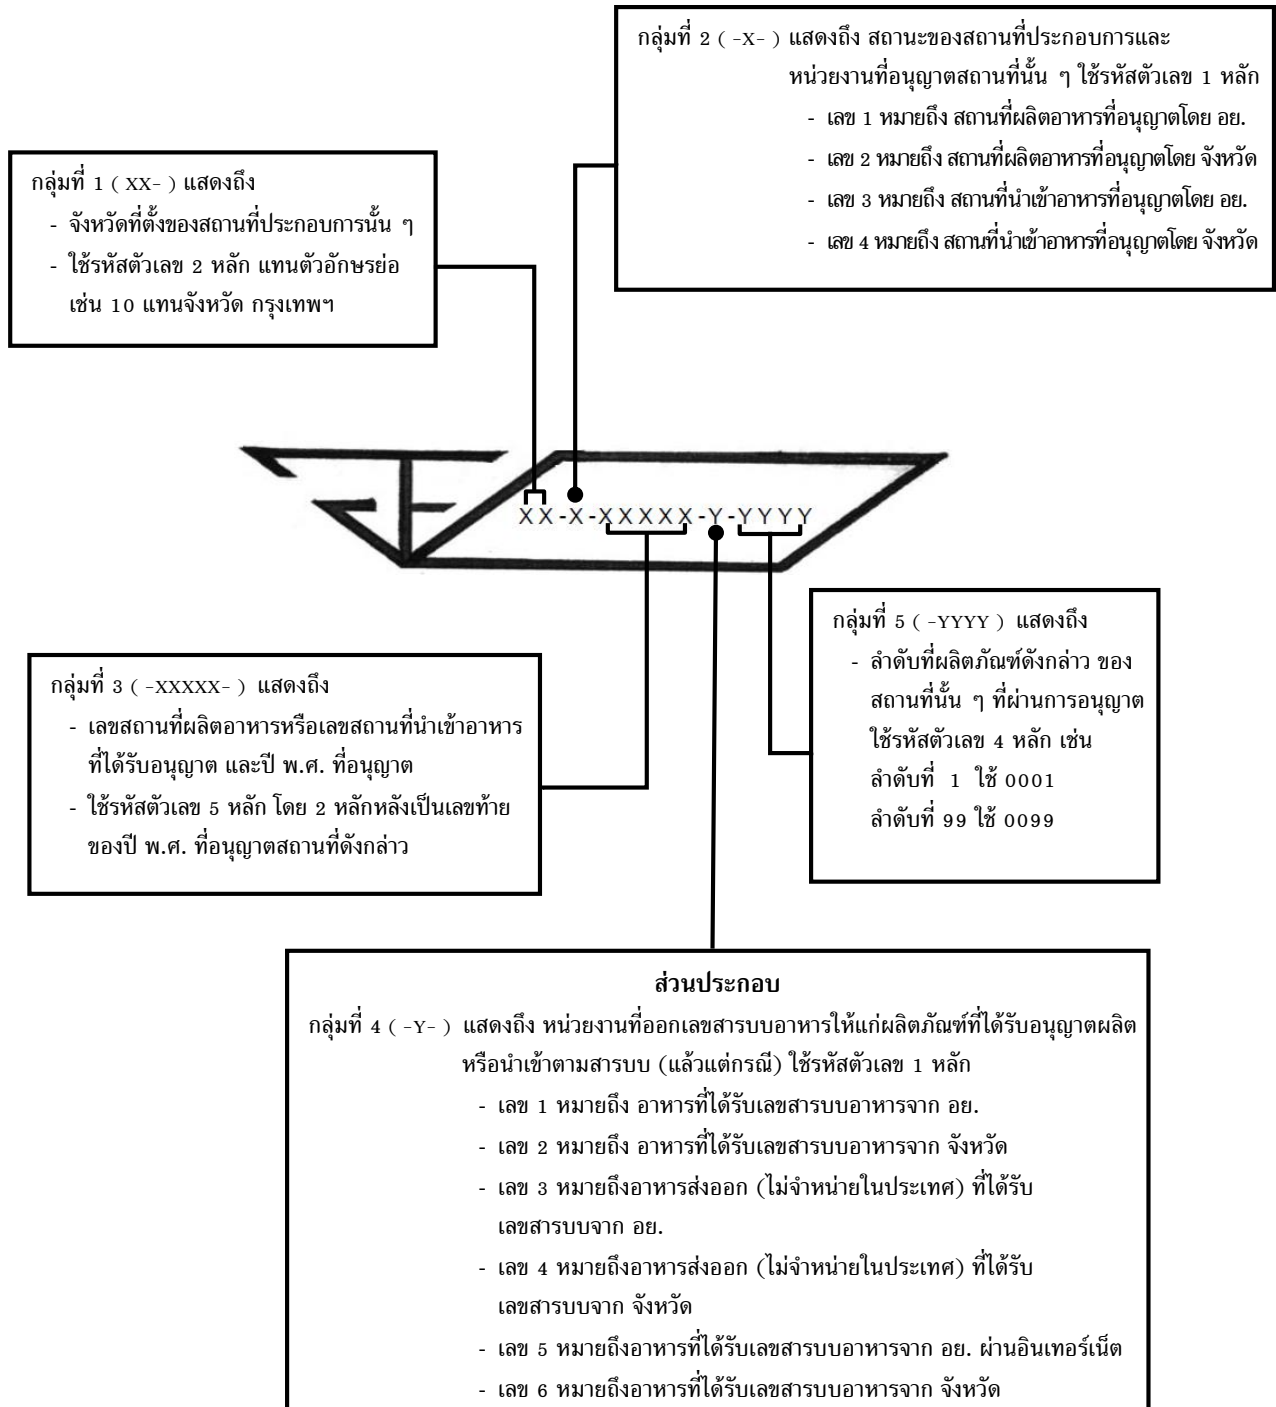 กลุ่มที่ 2 ( -X- ) แสดงถึง สถานะของสถานที่ประกอบการและ
หน่วยงานที่อนุญาตสถานที่นั้น ๆ ใช้รหัสตัวเลข 1 หลัก
- เลข 1 หมายถึง สถานที่ผลิตอาหารที่อนุญาตโดย อย.
- เลข 2 หมายถึง สถานที่ผลิตอาหารที่อนุญาตโดย จังหวัด
- เลข 3 หมายถึง สถานที่นำเข้าอาหารที่อนุญาตโดย อย.
- เลข 4 หมายถึง สถานที่นำเข้าอาหารที่อนุญาตโดย จังหวัด
กลุ่มที่ 1 ( XX- ) แสดงถึง
- จังหวัดที่ตั้งของสถานที่ประกอบการนั้น ๆ
- ใช้รหัสตัวเลข 2 หลัก แทนตัวอักษรย่อ
เช่น 10 แทนจังหวัด กรุงเทพฯ
อย
XX-X-XXXXX-Y-YYYY
กลุ่มที่ 5 ( -YYYY ) แสดงถึง
- ลำดับที่ผลิตภัณฑ์ดังกล่าว ของ
สถานที่นั้น ๆ ที่ผ่านการอนุญาต
ใช้รหัสตัวเลข 4 หลัก เช่น
ลำดับที่ 1 ใช้ 0001
ลำดับที่ 99 ใช้ 0099
กลุ่มที่ 3 ( -XXXXX- ) แสดงถึง
- เลขสถานที่ผลิตอาหารหรือเลขสถานที่นำเข้าอาหาร
ที่ได้รับอนุญาต และปี พ.ศ. ที่อนุญาต
- ใช้รหัสตัวเลข 5 หลัก โดย 2 หลักหลังเป็นเลขท้าย
ของปี พ.ศ. ที่อนุญาตสถานที่ดังกล่าว
ส่วนประกอบ
กลุ่มที่ 4 ( -Y- ) แสดงถึง หน่วยงานที่ออกเลขสารบบอาหารให้แก่ผลิตภัณฑ์ที่ได้รับอนุญาตผลิต
หรือนำเข้าตามสารบบ (แล้วแต่กรณี) ใช้รหัสตัวเลข 1 หลัก
- เลข 1 หมายถึง อาหารที่ได้รับเลขสารบบอาหารจาก อย.
- เลข 2 หมายถึง อาหารที่ได้รับเลขสารบบอาหารจาก จังหวัด
- เลข 3 หมายถึงอาหารส่งออก (ไม่จำหน่ายในประเทศ) ที่ได้รับ
เลขสารบบจาก อย.
- เลข 4 หมายถึงอาหารส่งออก (ไม่จำหน่ายในประเทศ) ที่ได้รับ
เลขสารบบจาก จังหวัด
- เลข 5 หมายถึงอาหารที่ได้รับเลขสารบบอาหารจาก อย. ผ่านอินเทอร์เน็ต
- เลข 6 หมายถึงอาหารที่ได้รับเลขสารบบอาหารจาก จังหวัด